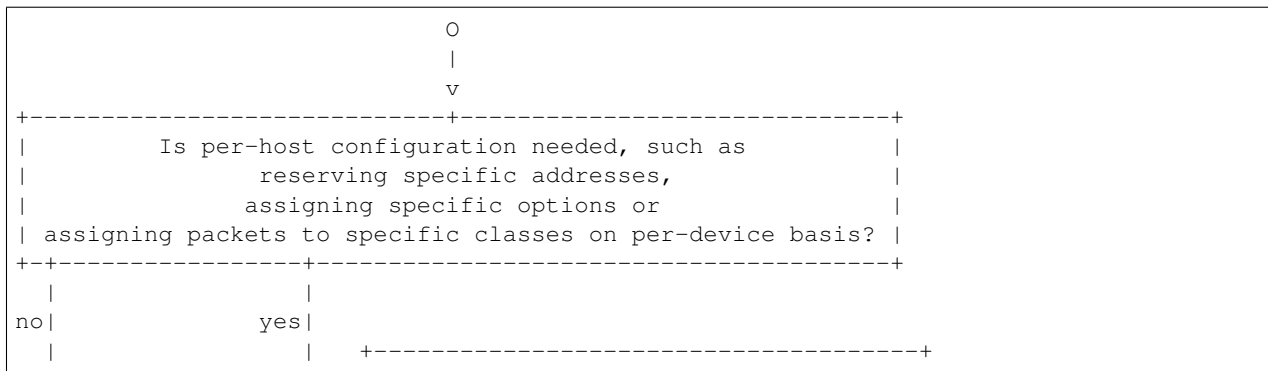 O
                              |
                              v
+-----------------------------+------------------------------+
|         Is per-host configuration needed, such as          |
|                reserving specific addresses,               |
|               assigning specific options or                |
| assigning packets to specific classes on per-device basis? |
+-+-----------------+----------------------------------------+
  |                 |
no|              yes|
  |                 |   +--------------------------------------+